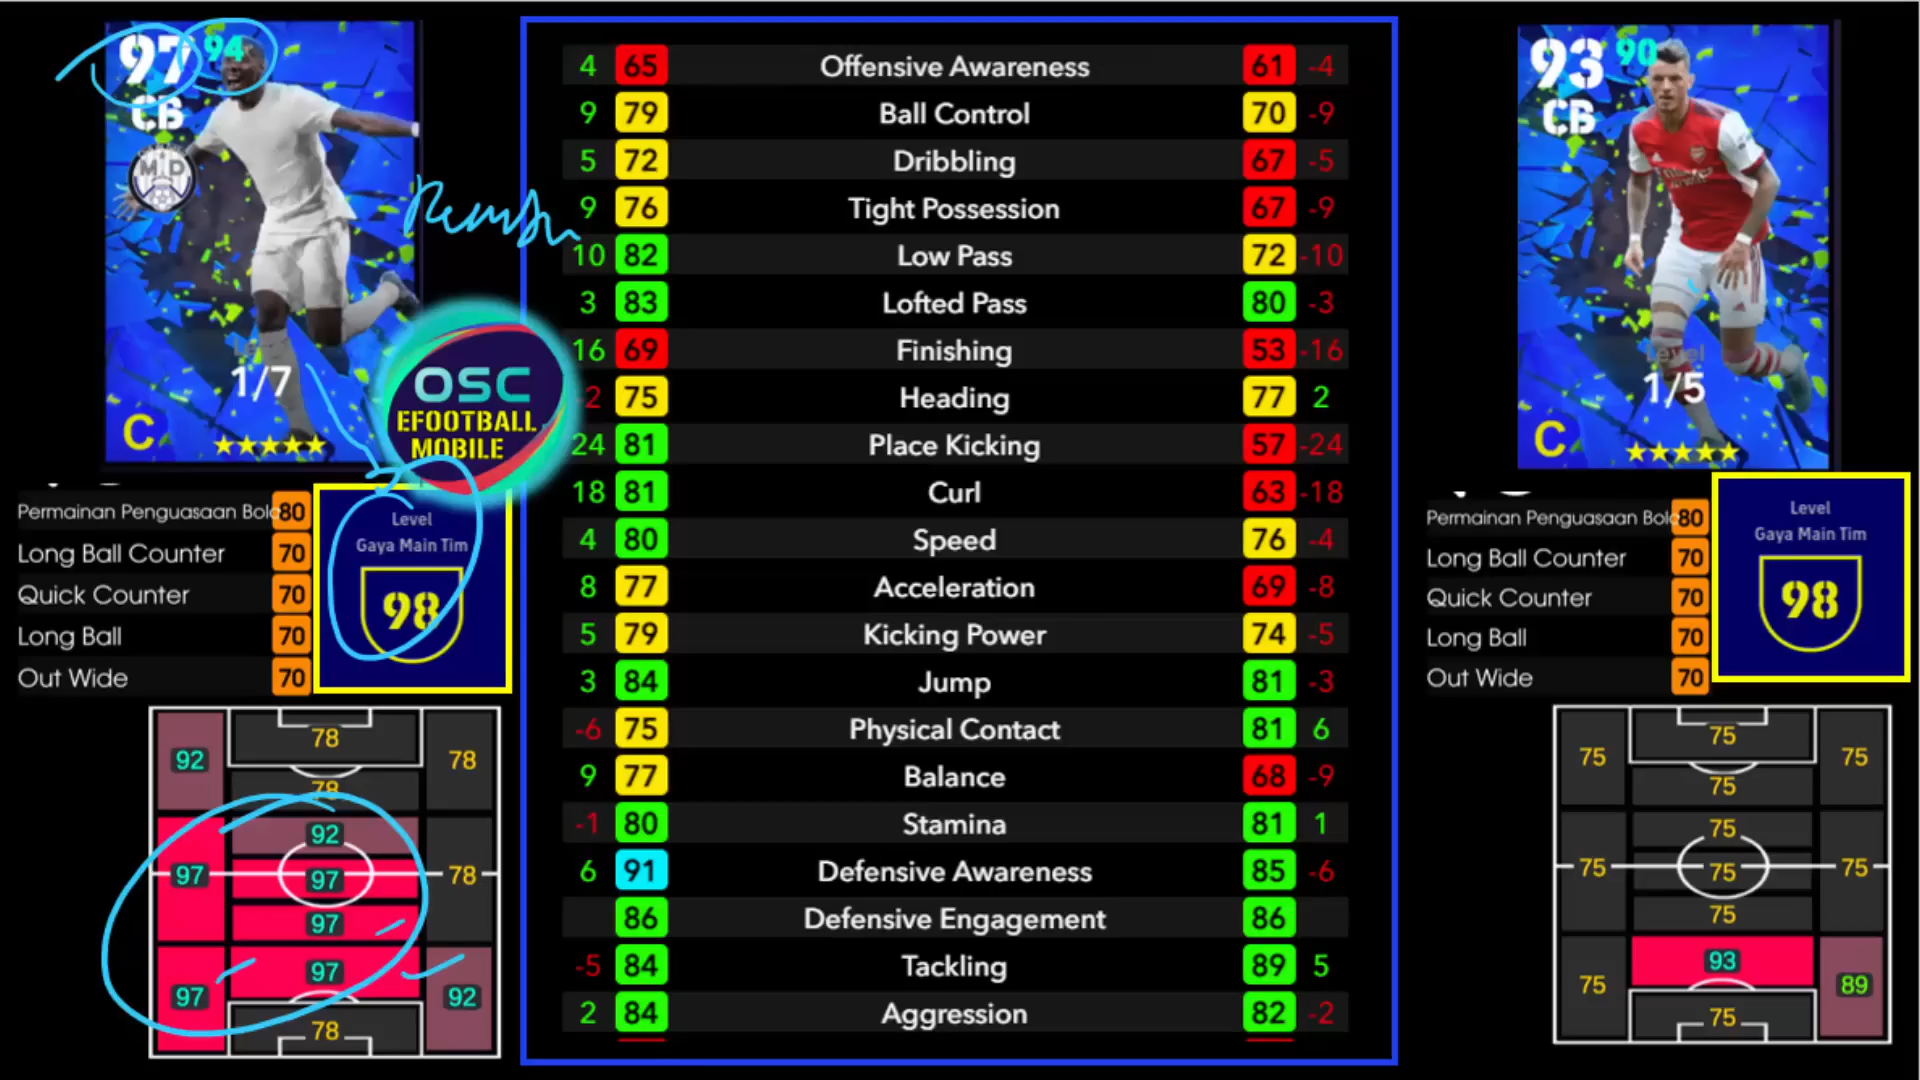 97 94
CB
M D
1/7
C
OSC
EFOOTBALL
MOBILE
Permainan Penguasaan Bola 80
Long Ball Counter 70
Quick Counter 70
Long Ball 70
Out Wide 70
Level
Gaya Main Tim
98
78
92 78
78
92
97 97 78
97
97
97 92
78
4 65 Offensive Awareness 61 -4
9 79 Ball Control 70 -9
5 72 Dribbling 67 -5
9 76 Tight Possession 67 -9
10 82 Low Pass 72 -10
3 83 Lofted Pass 80 -3
16 69 Finishing 53 -16
-2 75 Heading 77 2
24 81 Place Kicking 57 -24
18 81 Curl 63 -18
4 80 Speed 76 -4
8 77 Acceleration 69 -8
5 79 Kicking Power 74 -5
3 84 Jump 81 -3
-6 75 Physical Contact 81 6
9 77 Balance 68 -9
-1 80 Stamina 81 1
6 91 Defensive Awareness 85 -6
86 Defensive Engagement 86
-5 84 Tackling 89 5
2 84 Aggression 82 -2
93 90
CB
Level
1/5
C
Permainan Penguasaan Bola 80
Long Ball Counter 70
Quick Counter 70
Long Ball 70
Out Wide 70
Level
Gaya Main Tim
98
75
75 75
75
75
75 75 75
75
93
75 89
75